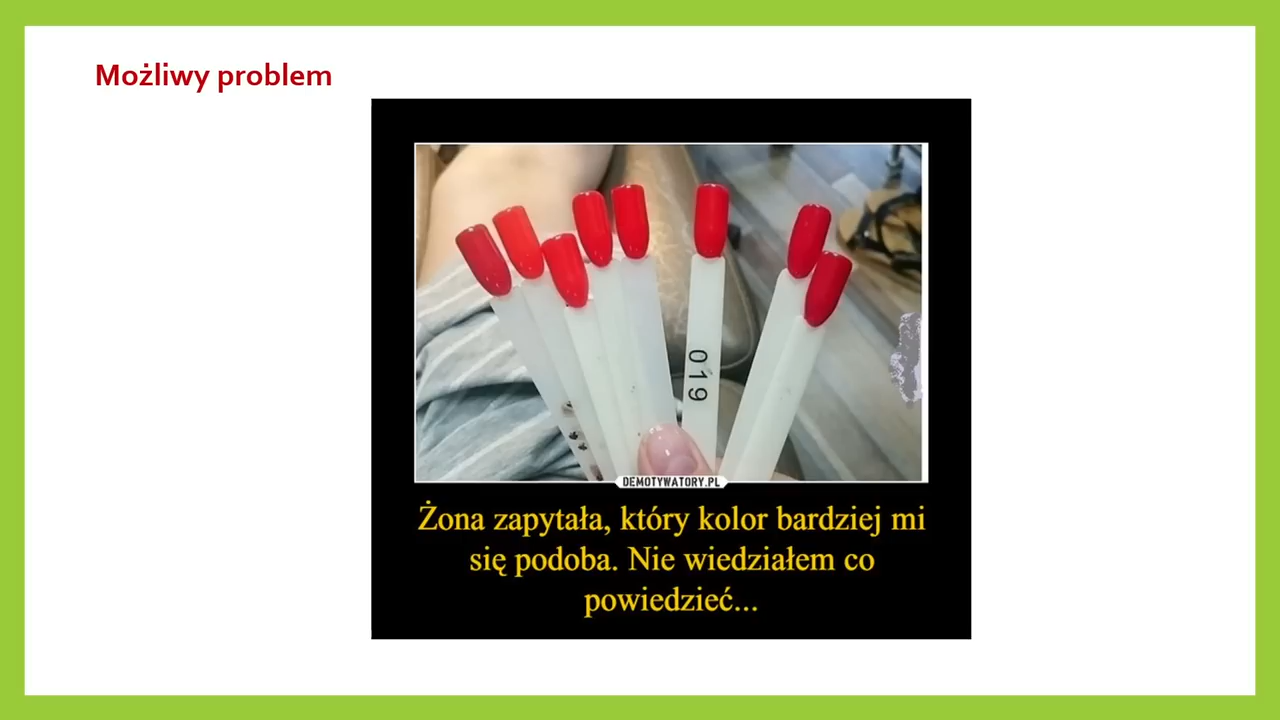 Możliwy problem
019
DEMOTYWATORY.PL
Żona zapytała, który kolor bardziej mi
się podoba. Nie wiedziałem co
powiedzieć...